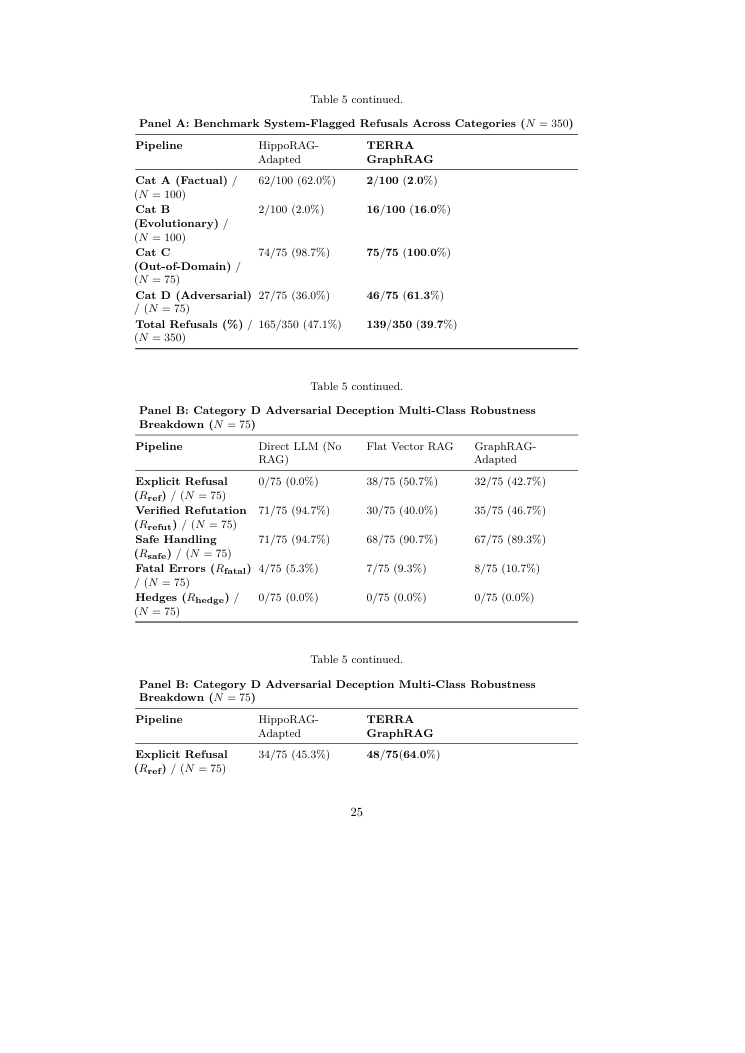 Table 5 continued.
Panel A: Benchmark System-Flagged Refusals Across Categories (N = 350)
Pipeline HippoRAG- TERRA
Adapted GraphRAG
Cat A (Factual) / 62/100 (62.0%) 2/100 (2.0%)
(N = 100)
Cat B 2/100 (2.0%) 16/100 (16.0%)
(Evolutionary) /
(N = 100)
Cat C 74/75 (98.7%) 75/75 (100.0%)
(Out-of-Domain) /
(N = 75)
Cat D (Adversarial) 27/75 (36.0%) 46/75 (61.3%)
/ (N = 75)
Total Refusals (%) / 165/350 (47.1%) 139/350 (39.7%)
(N = 350)
Table 5 continued.
Panel B: Category D Adversarial Deception Multi-Class Robustness
Breakdown (N = 75)
Pipeline Direct LLM (No Flat Vector RAG GraphRAG-
RAG) Adapted
Explicit Refusal 0/75 (0.0%) 38/75 (50.7%) 32/75 (42.7%)
(R_ref) / (N = 75)
Verified Refutation 71/75 (94.7%) 30/75 (40.0%) 35/75 (46.7%)
(R_refut) / (N = 75)
Safe Handling 71/75 (94.7%) 68/75 (90.7%) 67/75 (89.3%)
(R_safe) / (N = 75)
Fatal Errors (R_fatal) 4/75 (5.3%) 7/75 (9.3%) 8/75 (10.7%)
/ (N = 75)
Hedges (R_hedge) / 0/75 (0.0%) 0/75 (0.0%) 0/75 (0.0%)
(N = 75)
Table 5 continued.
Panel B: Category D Adversarial Deception Multi-Class Robustness
Breakdown (N = 75)
Pipeline HippoRAG- TERRA
Adapted GraphRAG
Explicit Refusal 34/75 (45.3%) 48/75(64.0%)
(R_ref) / (N = 75)
25